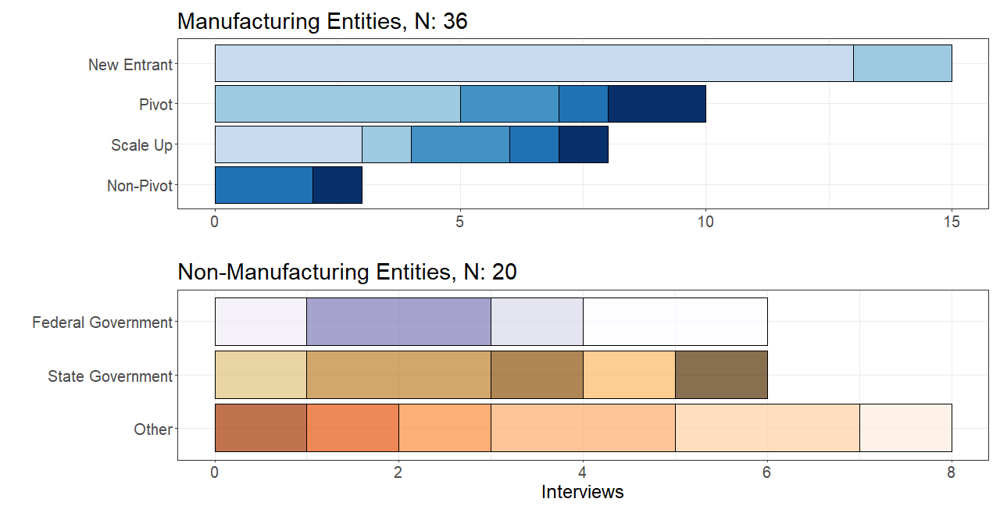 Manufacturing Entities, N: 36
New Entrant
Pivot
Scale Up
Non-Pivot
0 5 10 15
Non-Manufacturing Entities, N: 20
Federal Government
State Government
Other
0 2 4 6 8
Interviews